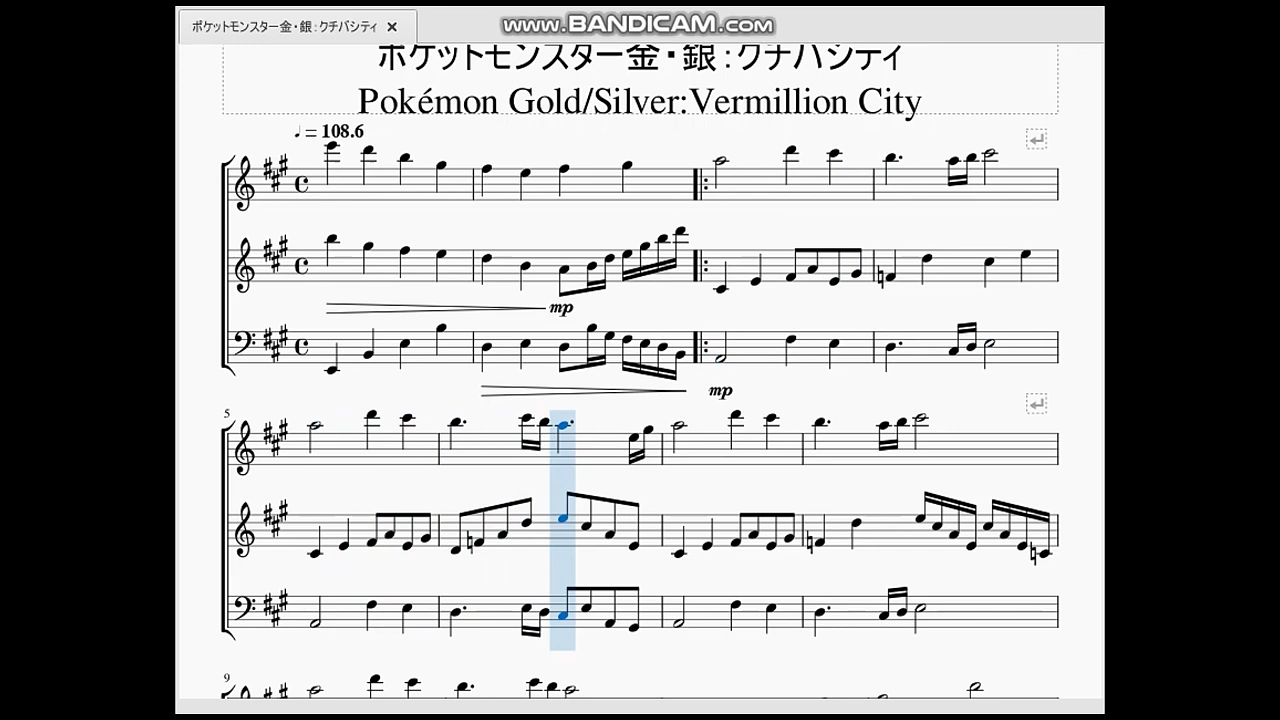 ポケットモンスター金・銀：クチバシティ ×
www.BANDICAM.com
ポケットモンスター金・銀：クチバシティ
Pokémon Gold/Silver:Vermillion City
♩ = 108.6
mp
mp
5
9